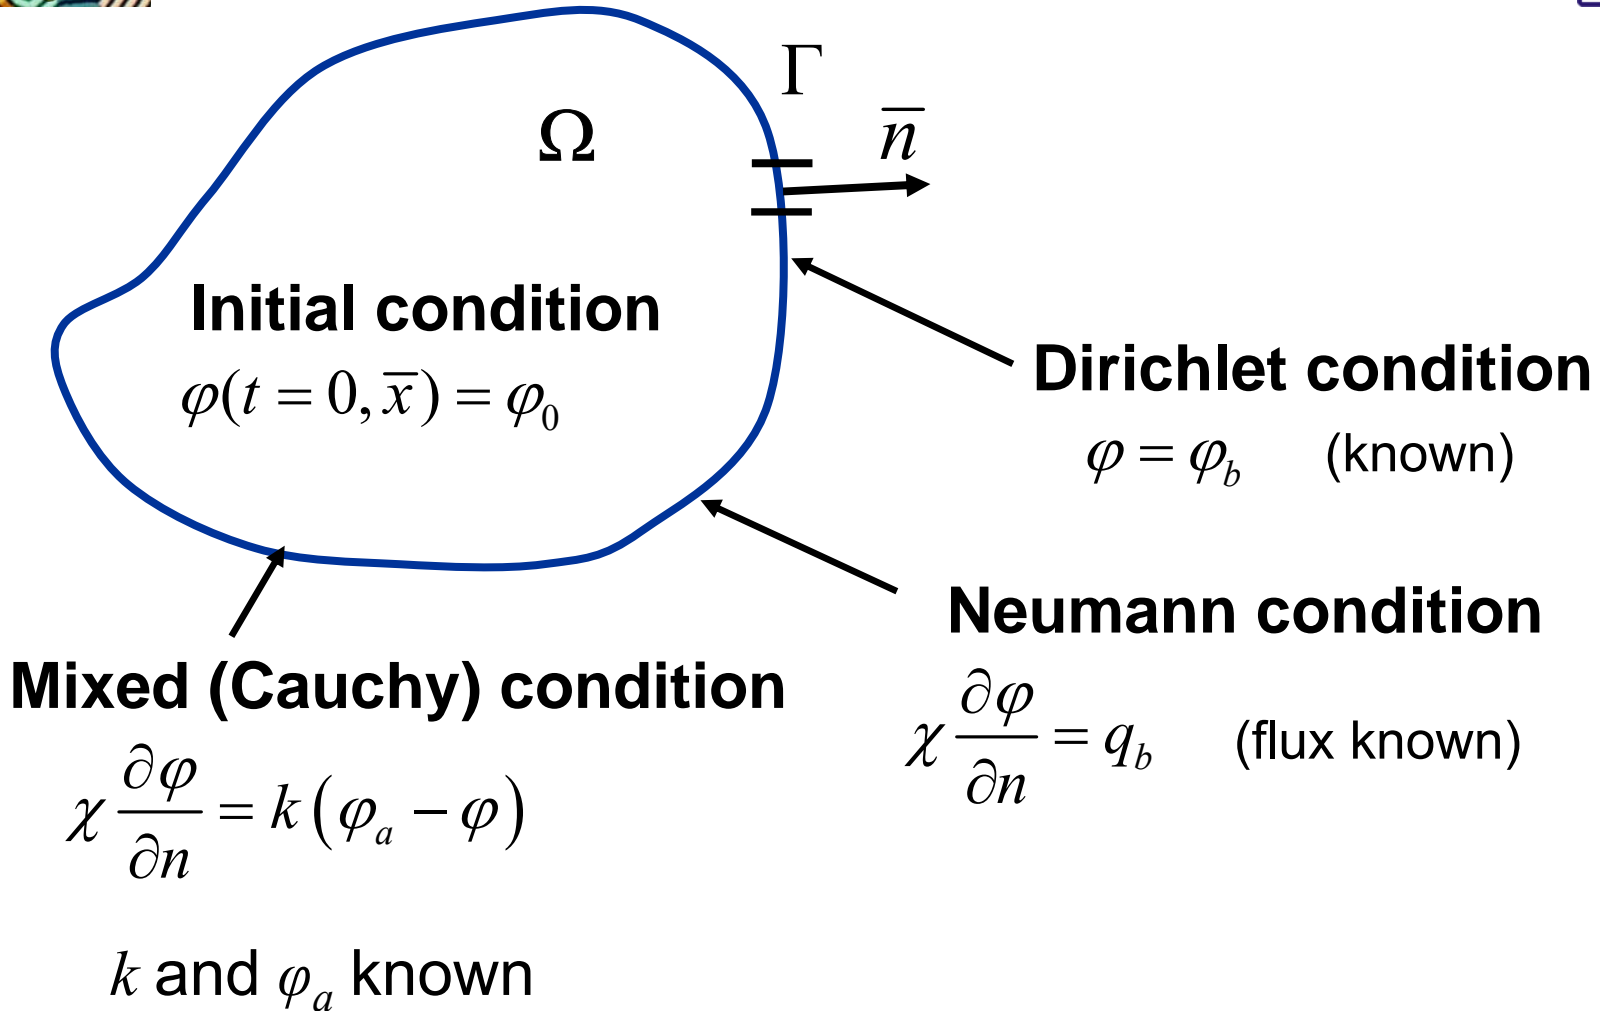 Γ
Ω
n̅
Initial condition
φ(t = 0, x̅) = φ₀
Dirichlet condition
φ = φ_b (known)
Neumann condition
χ ∂φ/∂n = q_b (flux known)
Mixed (Cauchy) condition
χ ∂φ/∂n = k(φ_a − φ)
k and φ_a known